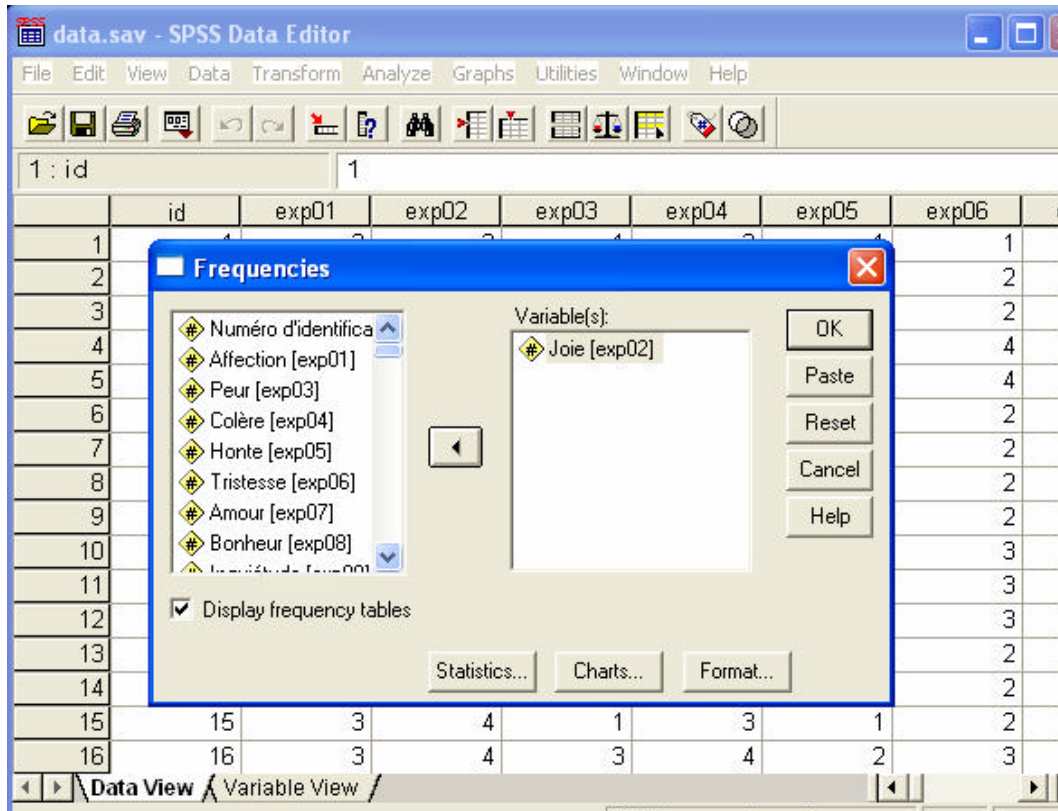 data.sav - SPSS Data Editor
File Edit View Data Transform Analyze Graphs Utilities Window Help
1 : id 1
id exp01 exp02 exp03 exp04 exp05 exp06
1 1
2 2
3 2
4 4
5 4
6 2
7 2
8 2
9 2
10 3
11 3
12 3
13 2
14 2
Frequencies
Numéro d'identifica
Affection [exp01]
Peur [exp03]
Colère [exp04]
Honte [exp05]
Tristesse [exp06]
Amour [exp07]
Bonheur [exp08]
Variable(s):
Joie [exp02]
OK
Paste
Reset
Cancel
Help
Display frequency tables
Statistics... Charts... Format...
15 15 3 4 1 3 1 2
16 16 3 4 3 4 2 3
Data View Variable View